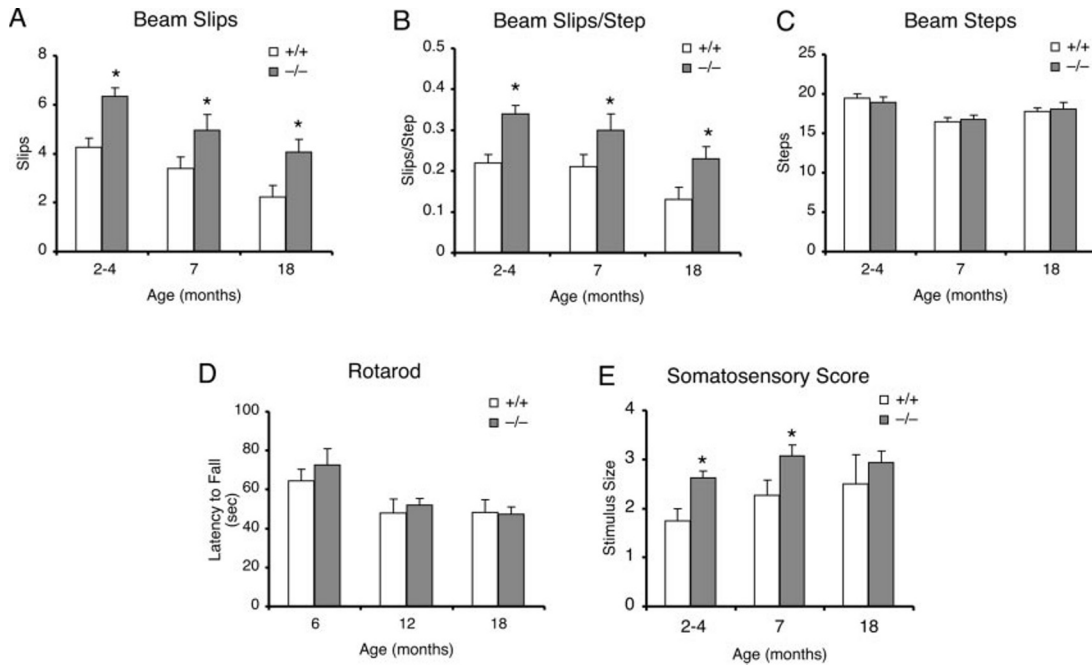 A
Beam Slips
+/+
–/–
8
6
4
2
0
Slips
*
*
*
2-4
7
18
Age (months)
B
Beam Slips/Step
+/+
–/–
0.5
0.4
0.3
0.2
0.1
0
Slips/Step
*
*
*
2-4
7
18
Age (months)
C
Beam Steps
+/+
–/–
25
20
15
10
5
0
Steps
2-4
7
18
Age (months)
D
Rotarod
+/+
–/–
100
80
60
40
20
0
Latency to Fall
(sec)
6
12
18
Age (months)
E
Somatosensory Score
+/+
–/–
4
3
2
1
0
Stimulus Size
*
*
2-4
7
18
Age (months)